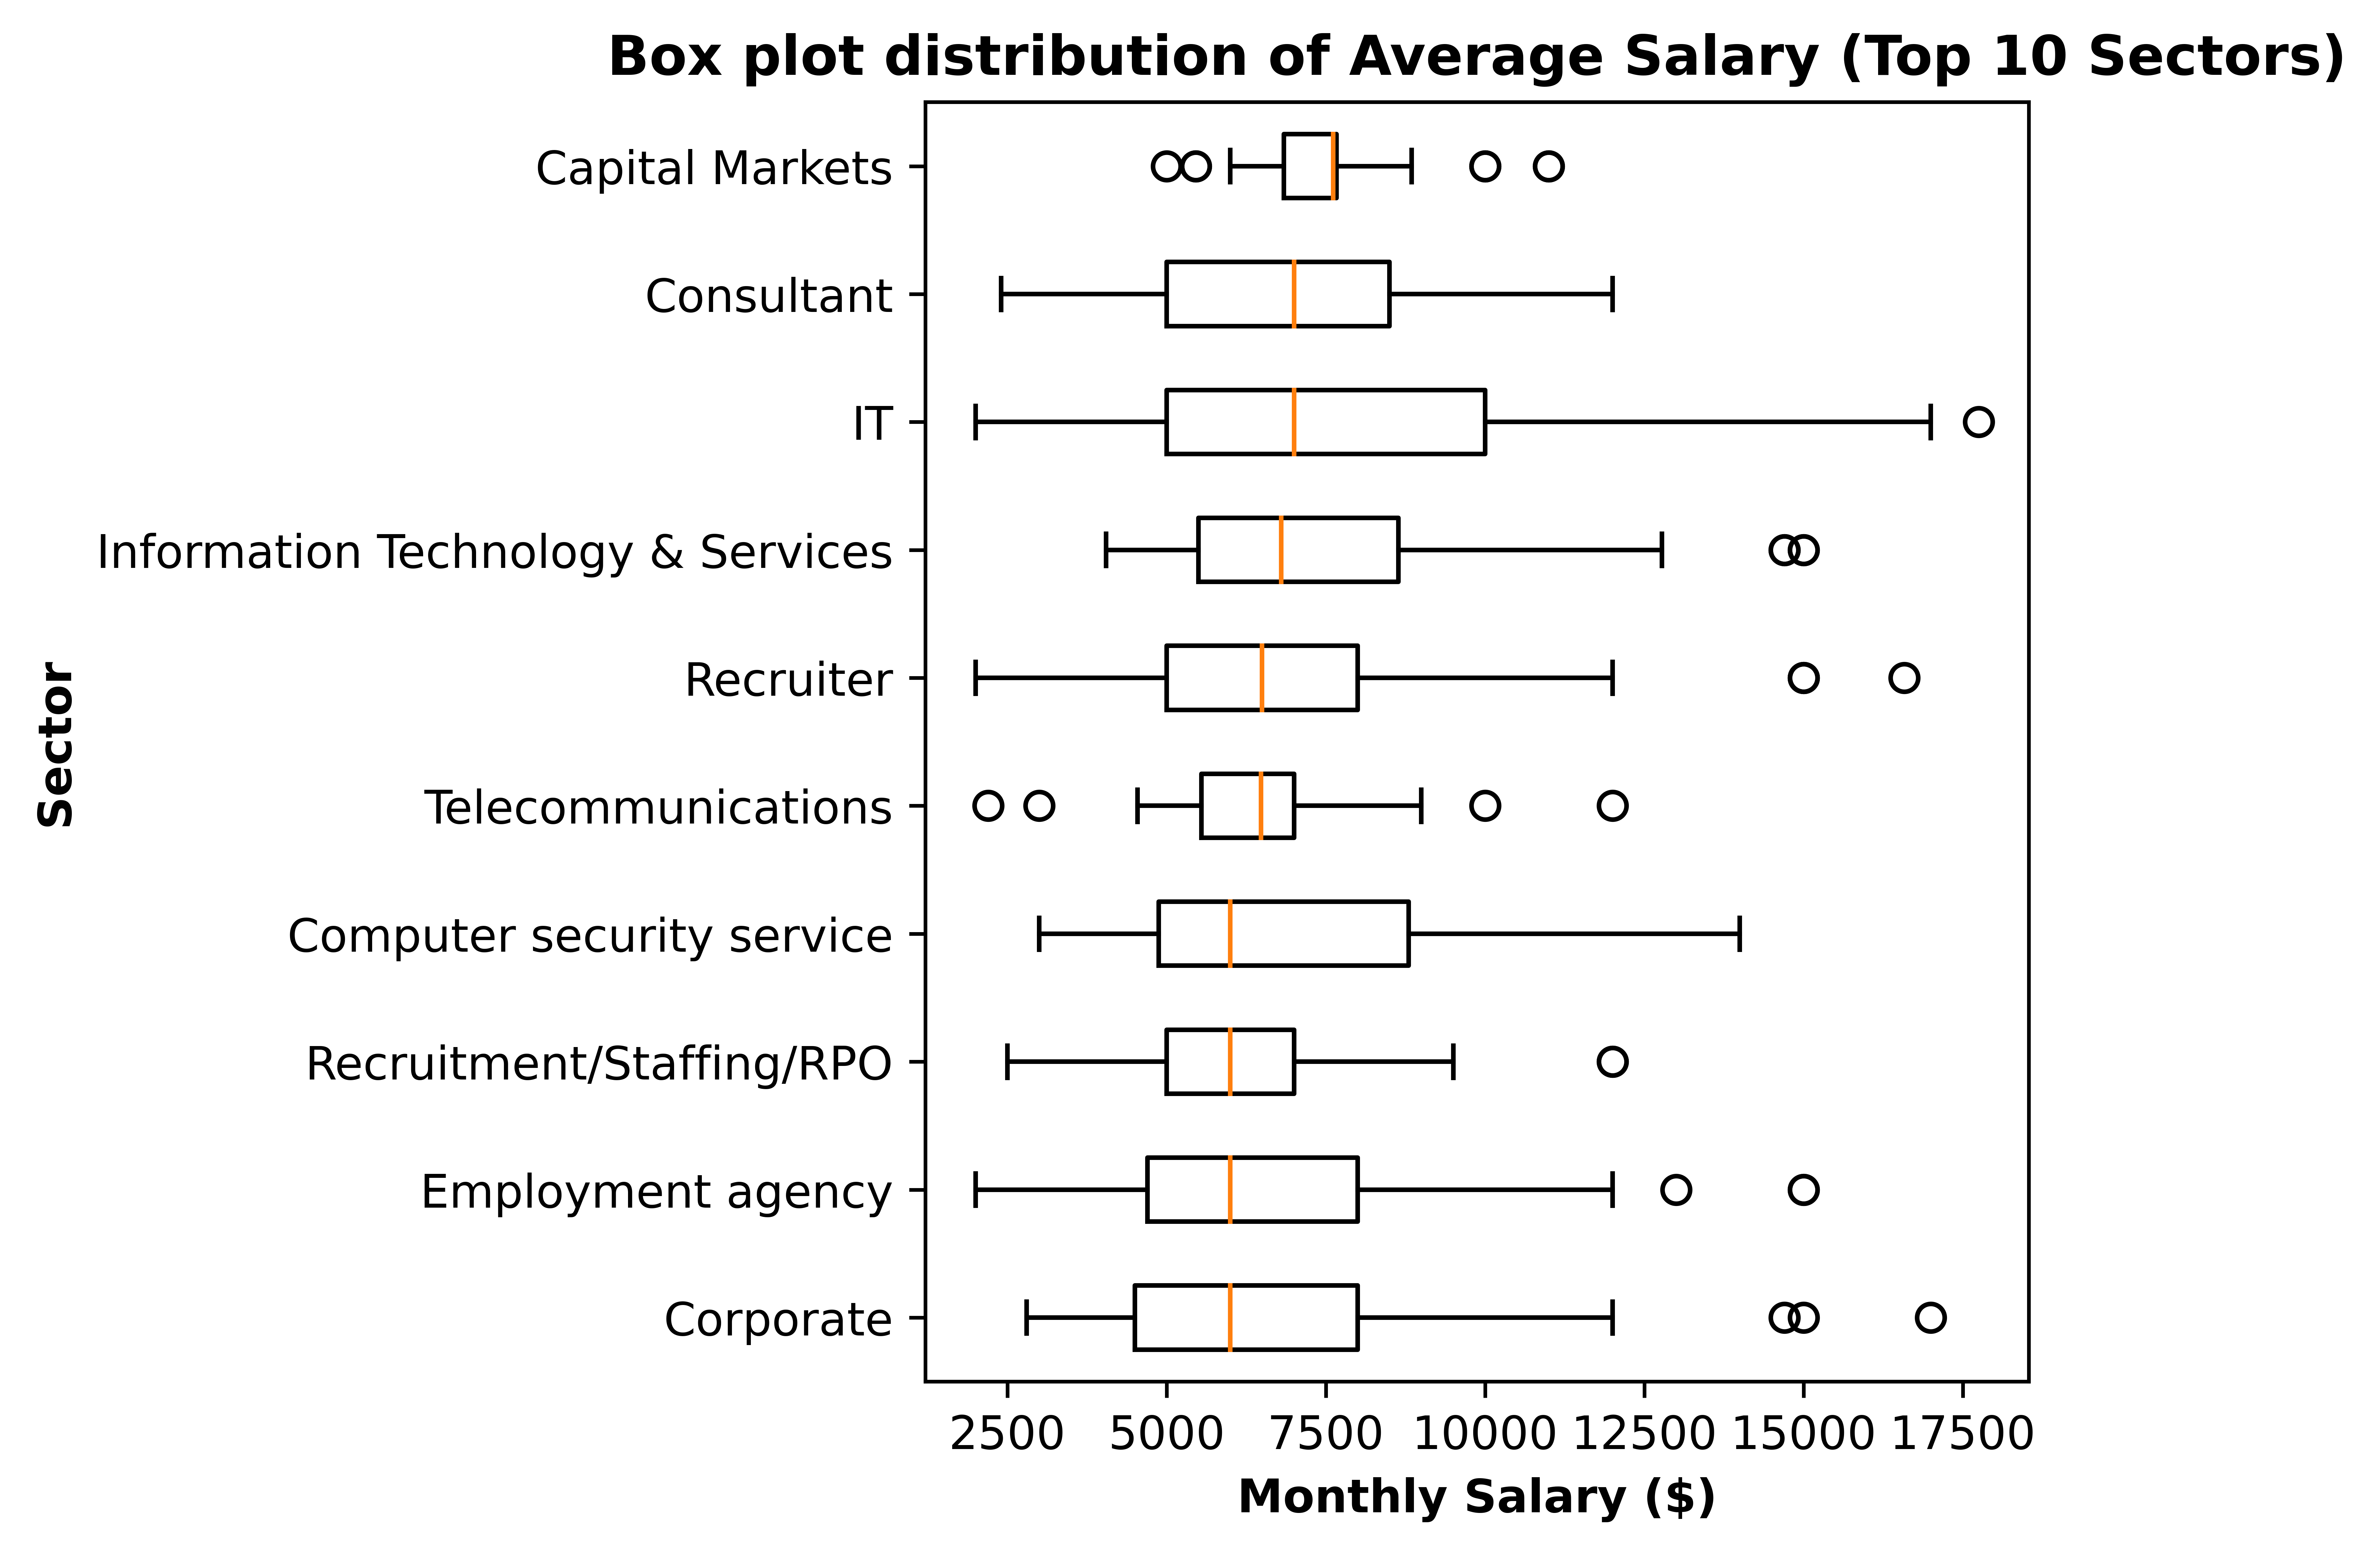 Box plot distribution of Average Salary (Top 10 Sectors)
Capital Markets
Consultant
IT
Information Technology & Services
Recruiter
Telecommunications
Computer security service
Recruitment/Staffing/RPO
Employment agency
Corporate
Sector
2500 5000 7500 10000 12500 15000 17500
Monthly Salary ($)